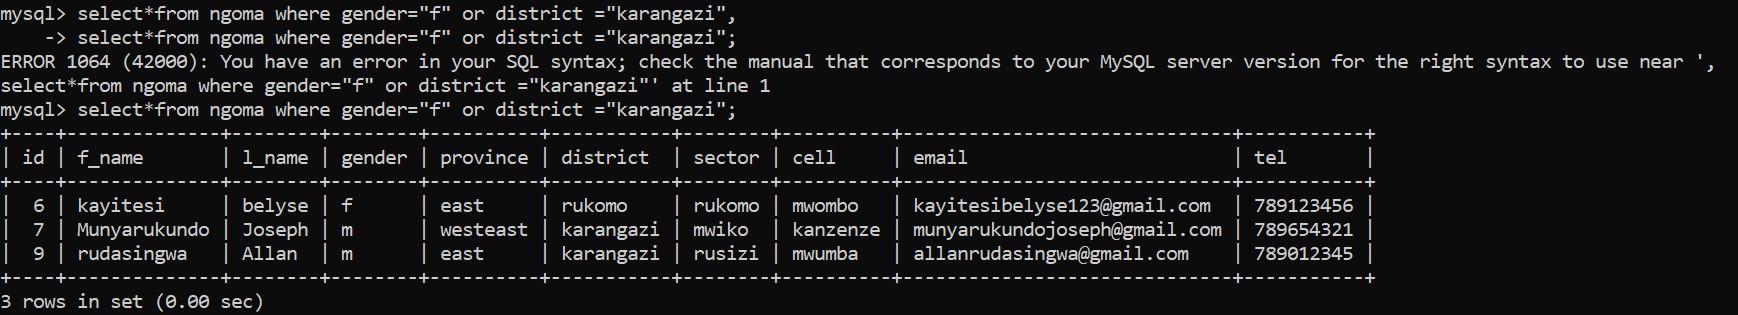 mysql> select*from ngoma where gender="f" or district ="karangazi",
    -> select*from ngoma where gender="f" or district ="karangazi";
ERROR 1064 (42000): You have an error in your SQL syntax; check the manual that corresponds to your MySQL server version for the right syntax to use near ',
select*from ngoma where gender="f" or district ="karangazi"' at line 1
mysql> select*from ngoma where gender="f" or district ="karangazi";
+----+-------------+--------+--------+----------+-----------+--------+----------+----------------------------+-----------+
| id | f_name      | l_name | gender | province | district  | sector | cell     | email                      | tel       |
+----+-------------+--------+--------+----------+-----------+--------+----------+----------------------------+-----------+
|  6 | kayitesi    | belyse | f      | east     | rukomo    | rukomo | mwombo   | kayitesibelyse123@gmail.com  | 789123456 |
|  7 | Munyarukundo | Joseph | m      | westeast | karangazi | mwiko  | kanzenze | munyarukundojoseph@gmail.com | 789654321 |
|  9 | rudasingwa   | Allan  | m      | east     | karangazi | rusizi | mwumba   | allanrudasingwa@gmail.com    | 789012345 |
+----+--------------+--------+--------+----------+-----------+--------+----------+------------------------------+-----------+
3 rows in set (0.00 sec)